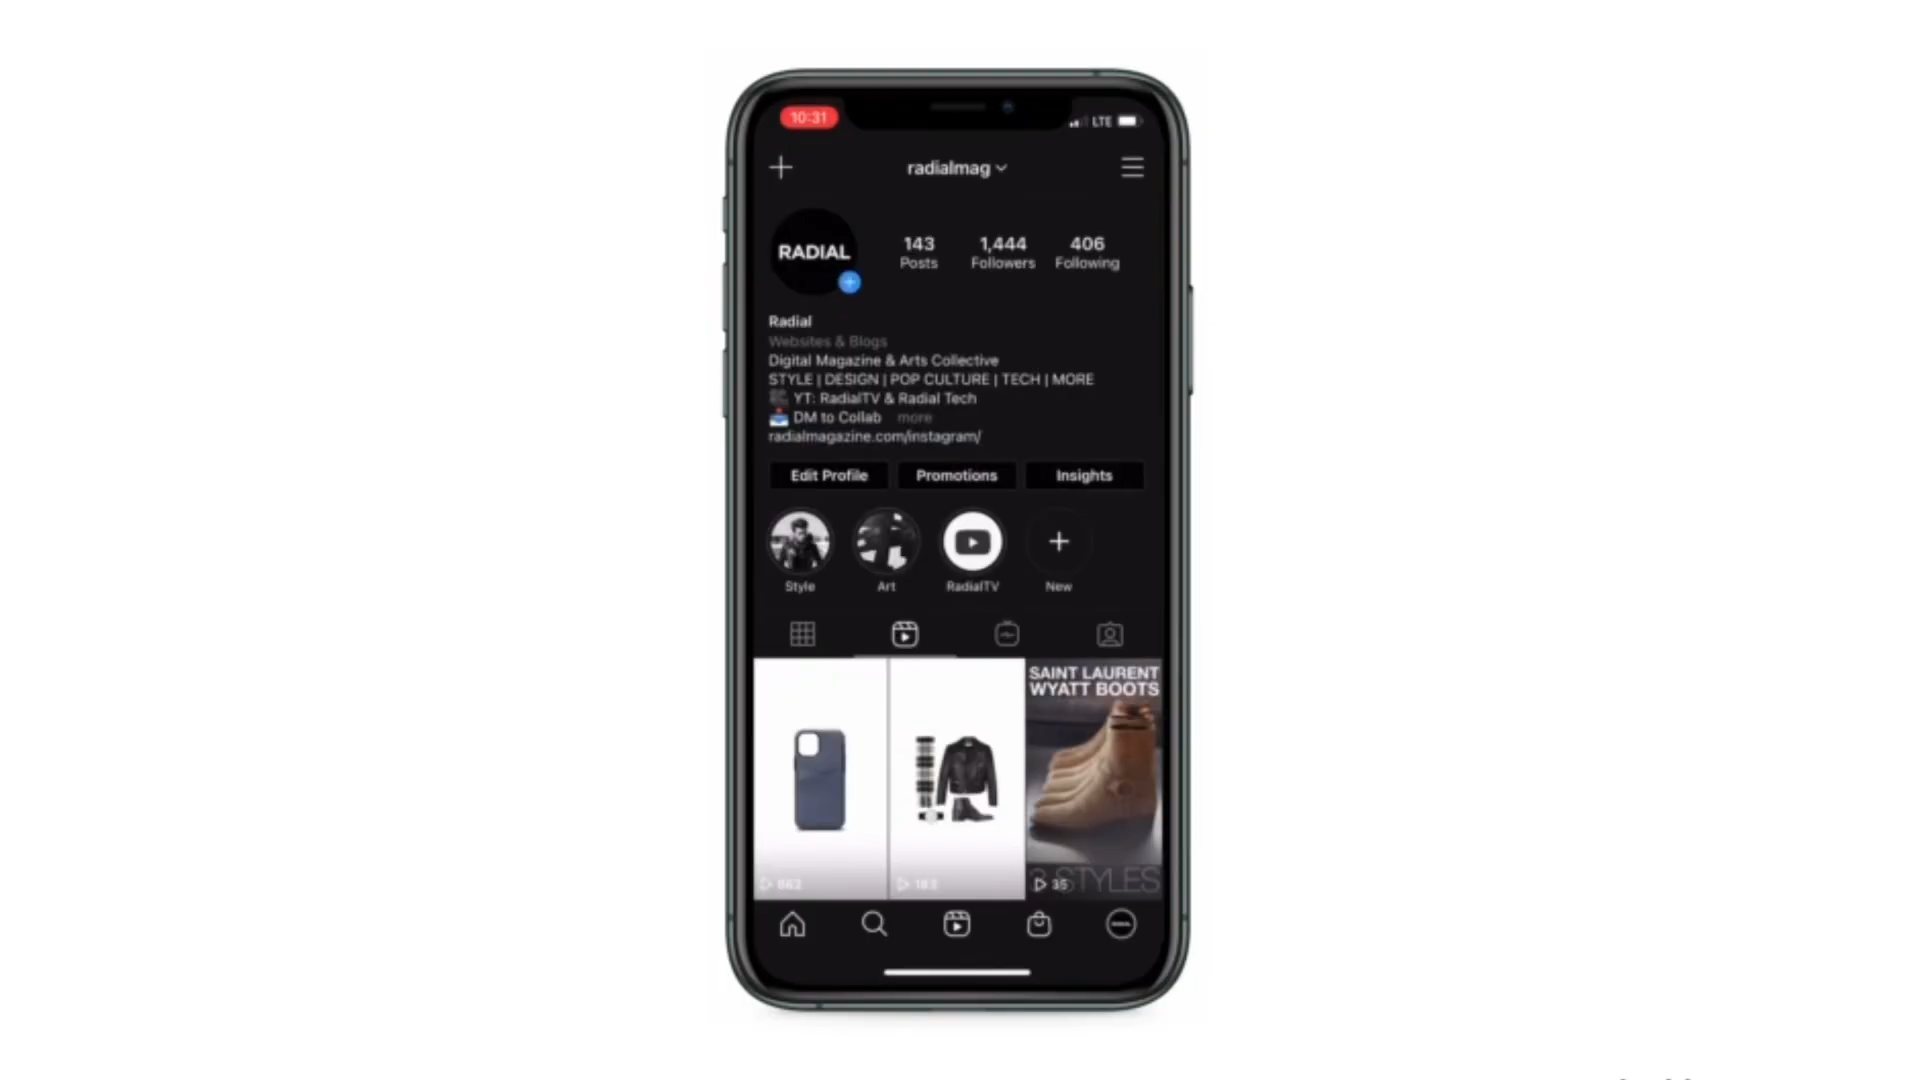 10:31
LTE
radialmag
RADIAL
143
1,444
406
Posts
Followers
Following
Radial
Websites & Blogs
Digital Magazine & Arts Collective
STYLE | DESIGN | POP CULTURE | TECH | MORE
YT: RadialTV & Radial Tech
DM to Collab more
radialmagazine.com/instagram/
Edit Profile
Promotions
Insights
Style
Art
RadialTV
New
SAINT LAURENT
WYATT BOOTS
35
STYLES